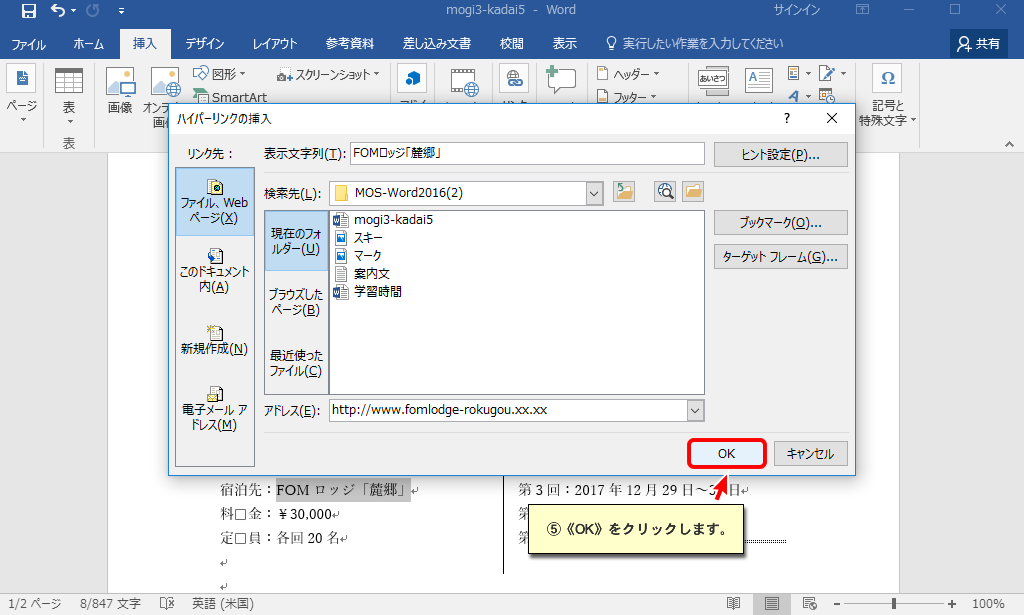 mogi3-kadai5 - Word
サインイン
ファイル
ホーム
挿入
デザイン
レイアウト
参考資料
差し込み文書
校閲
表示
実行したい作業を入力してください
共有
ページ
表
画像
図形
SmartArt
スクリーンショット
ヘッダー
フッター
あいさつ
A
Ω
記号と
特殊文字
表
ハイパーリンクの挿入
?
リンク先：
表示文字列(T):
FOMロッジ「麓郷」
ヒント設定(P)...
ファイル、Web
ページ(X)
検索先(L):
MOS-Word2016(2)
現在のフォ
ルダー(U)
mogi3-kadai5
スキー
マーク
案内文
学習時間
ブックマーク(O)...
ターゲット フレーム(G)...
このドキュメント
内(A)
ブラウズした
ページ(B)
新規作成(N)
最近使った
ファイル(C)
電子メール ア
ドレス(M)
アドレス(E):
http://www.fomlodge-rokugou.xx.xx
OK
キャンセル
宿泊先：FOM ロッジ「麓郷」
第 3 回：2017 年 12 月 29 日～3
日
料□金：￥30,000
第
定□員：各回 20 名
第
⑤《OK》をクリックします。
1/2 ページ
8/847 文字
英語 (米国)
100%